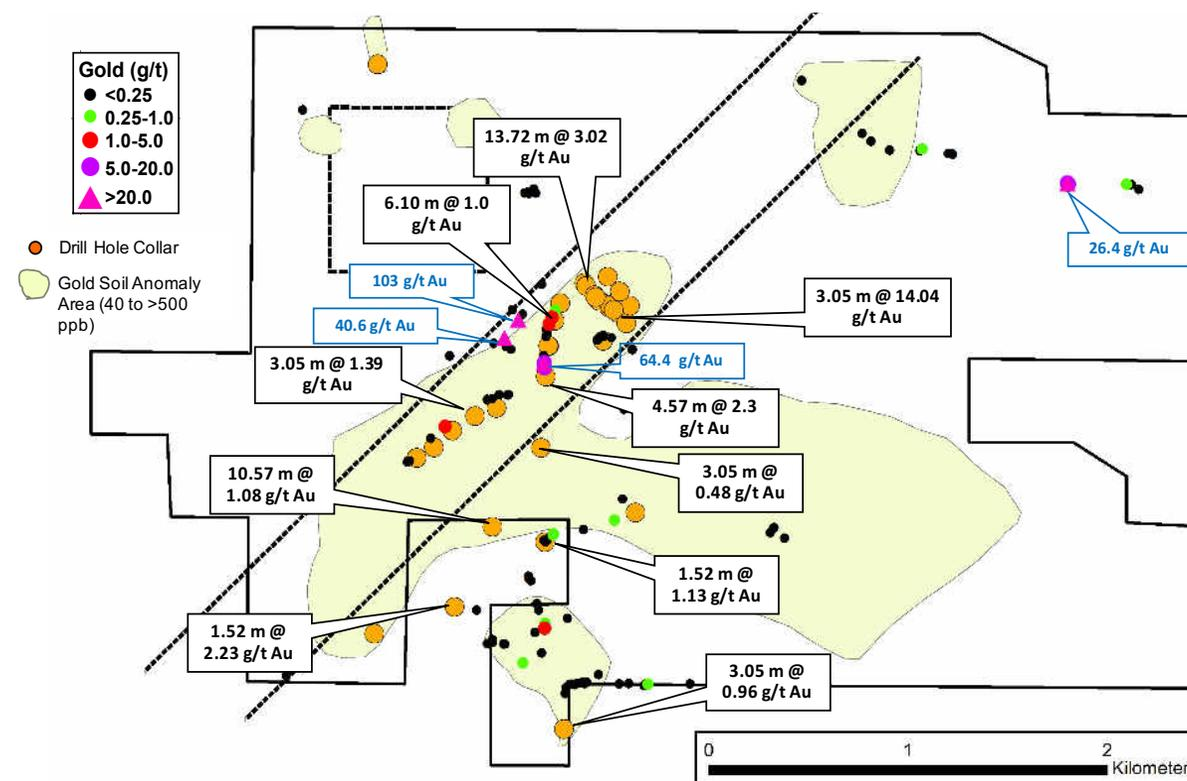 Gold (g/t)
<0.25
0.25-1.0
1.0-5.0
5.0-20.0
>20.0
Drill Hole Collar
Gold Soil Anomaly
Area (40 to >500
ppb)
13.72 m @ 3.02
g/t Au
6.10 m @ 1.0
g/t Au
103 g/t Au
40.6 g/t Au
3.05 m @ 1.39
g/t Au
26.4 g/t Au
3.05 m @ 14.04
g/t Au
64.4 g/t Au
4.57 m @ 2.3
g/t Au
3.05 m @
0.48 g/t Au
10.57 m @
1.08 g/t Au
1.52 m @
1.13 g/t Au
1.52 m @
2.23 g/t Au
3.05 m @
0.96 g/t Au
0 1 2
Kilometer